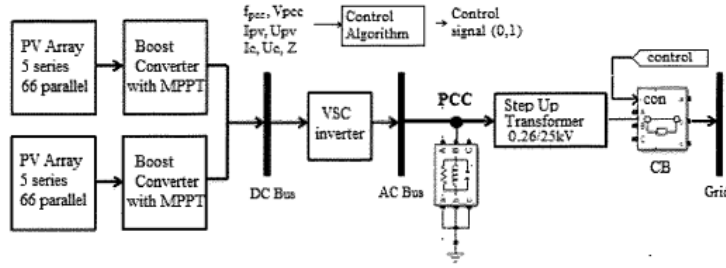 PV Array
5 series
66 parallel
Boost
Converter
with MPPT
f_pcc, Vpcc
Ipv, Upv
Ic, Uc, Z
Control
Algorithm
Control
signal (0,1)
control
PV Array
5 series
66 parallel
Boost
Converter
with MPPT
DC Bus
VSC
inverter
AC Bus
PCC
A B C
A B C
Step Up
Transformer
0.26/25kV
con
CB
Grid